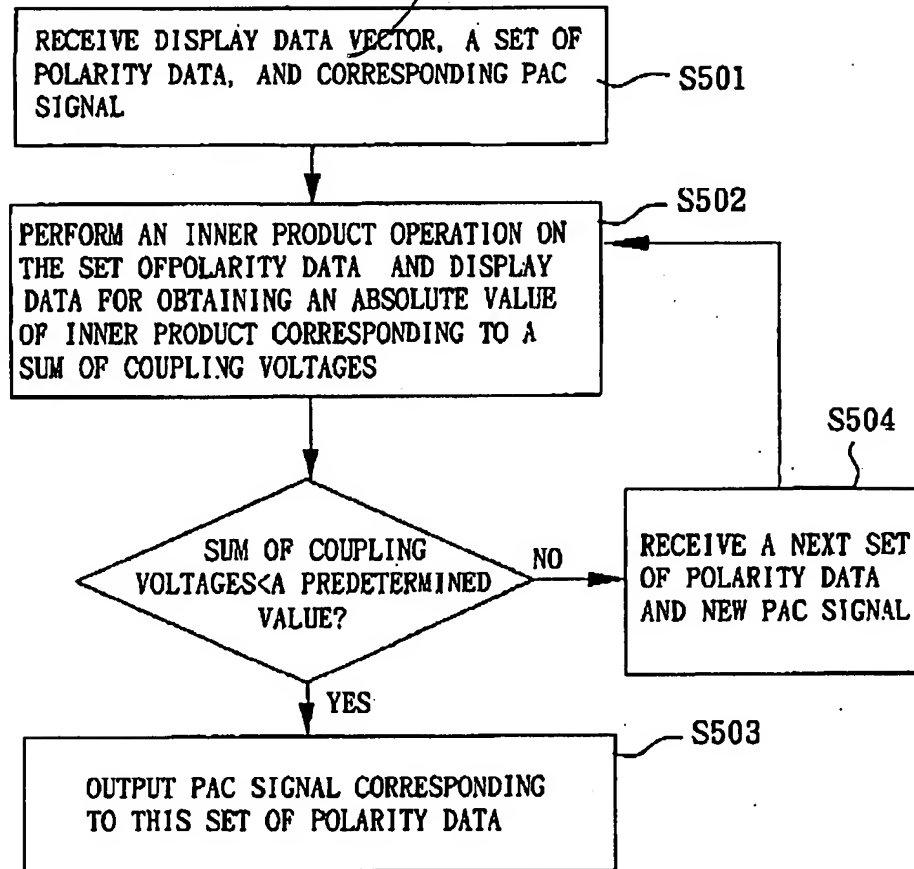 RECEIVE DISPLAY DATA VECTOR, A SET OF
POLARITY DATA, AND CORRESPONDING PAC
SIGNAL
S501
S502
PERFORM AN INNER PRODUCT OPERATION ON
THE SET OFPOLARITY DATA AND DISPLAY
DATA FOR OBTAINING AN ABSOLUTE VALUE
OF INNER PRODUCT CORRESPONDING TO A
SUM OF COUPLING VOLTAGES
S504
SUM OF COUPLING
VOLTAGES<A PREDETERMINED
VALUE?
NO
RECEIVE A NEXT SET
OF POLARITY DATA
AND NEW PAC SIGNAL
YES
S503
OUTPUT PAC SIGNAL CORRESPONDING
TO THIS SET OF POLARITY DATA